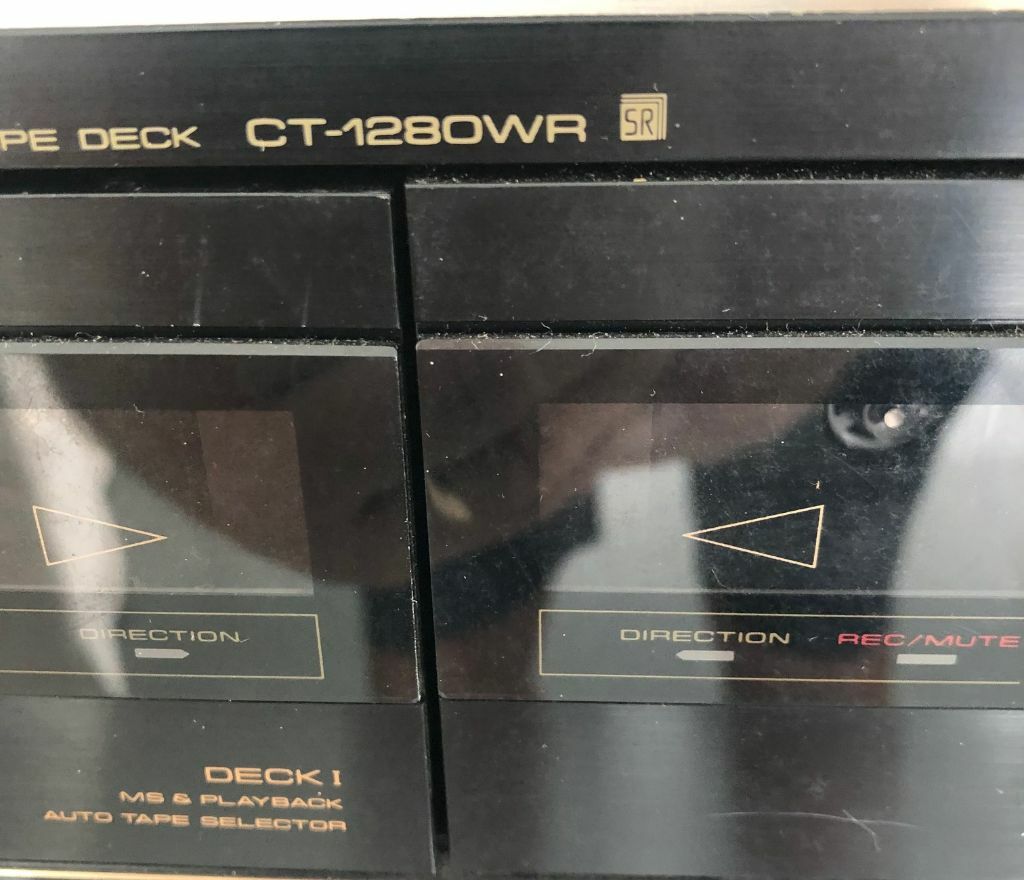 PE DECK CT-1280WR SR
DIRECTION
DIRECTION REC/MUTE
DECK I
MS & PLAYBACK
AUTO TAPE SELECTOR